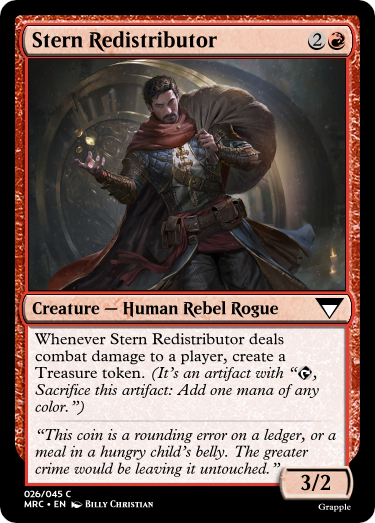 Stern Redistributor 2
Creature — Human Rebel Rogue
Whenever Stern Redistributor deals
combat damage to a player, create a
Treasure token. (It's an artifact with “,
Sacrifice this artifact: Add one mana of any
color.”)
“This coin is a rounding error on a ledger, or a
meal in a hungry child's belly. The greater
crime would be leaving it untouched.”
3/2
026/045 C
MRC • EN Billy Christian
Grapple